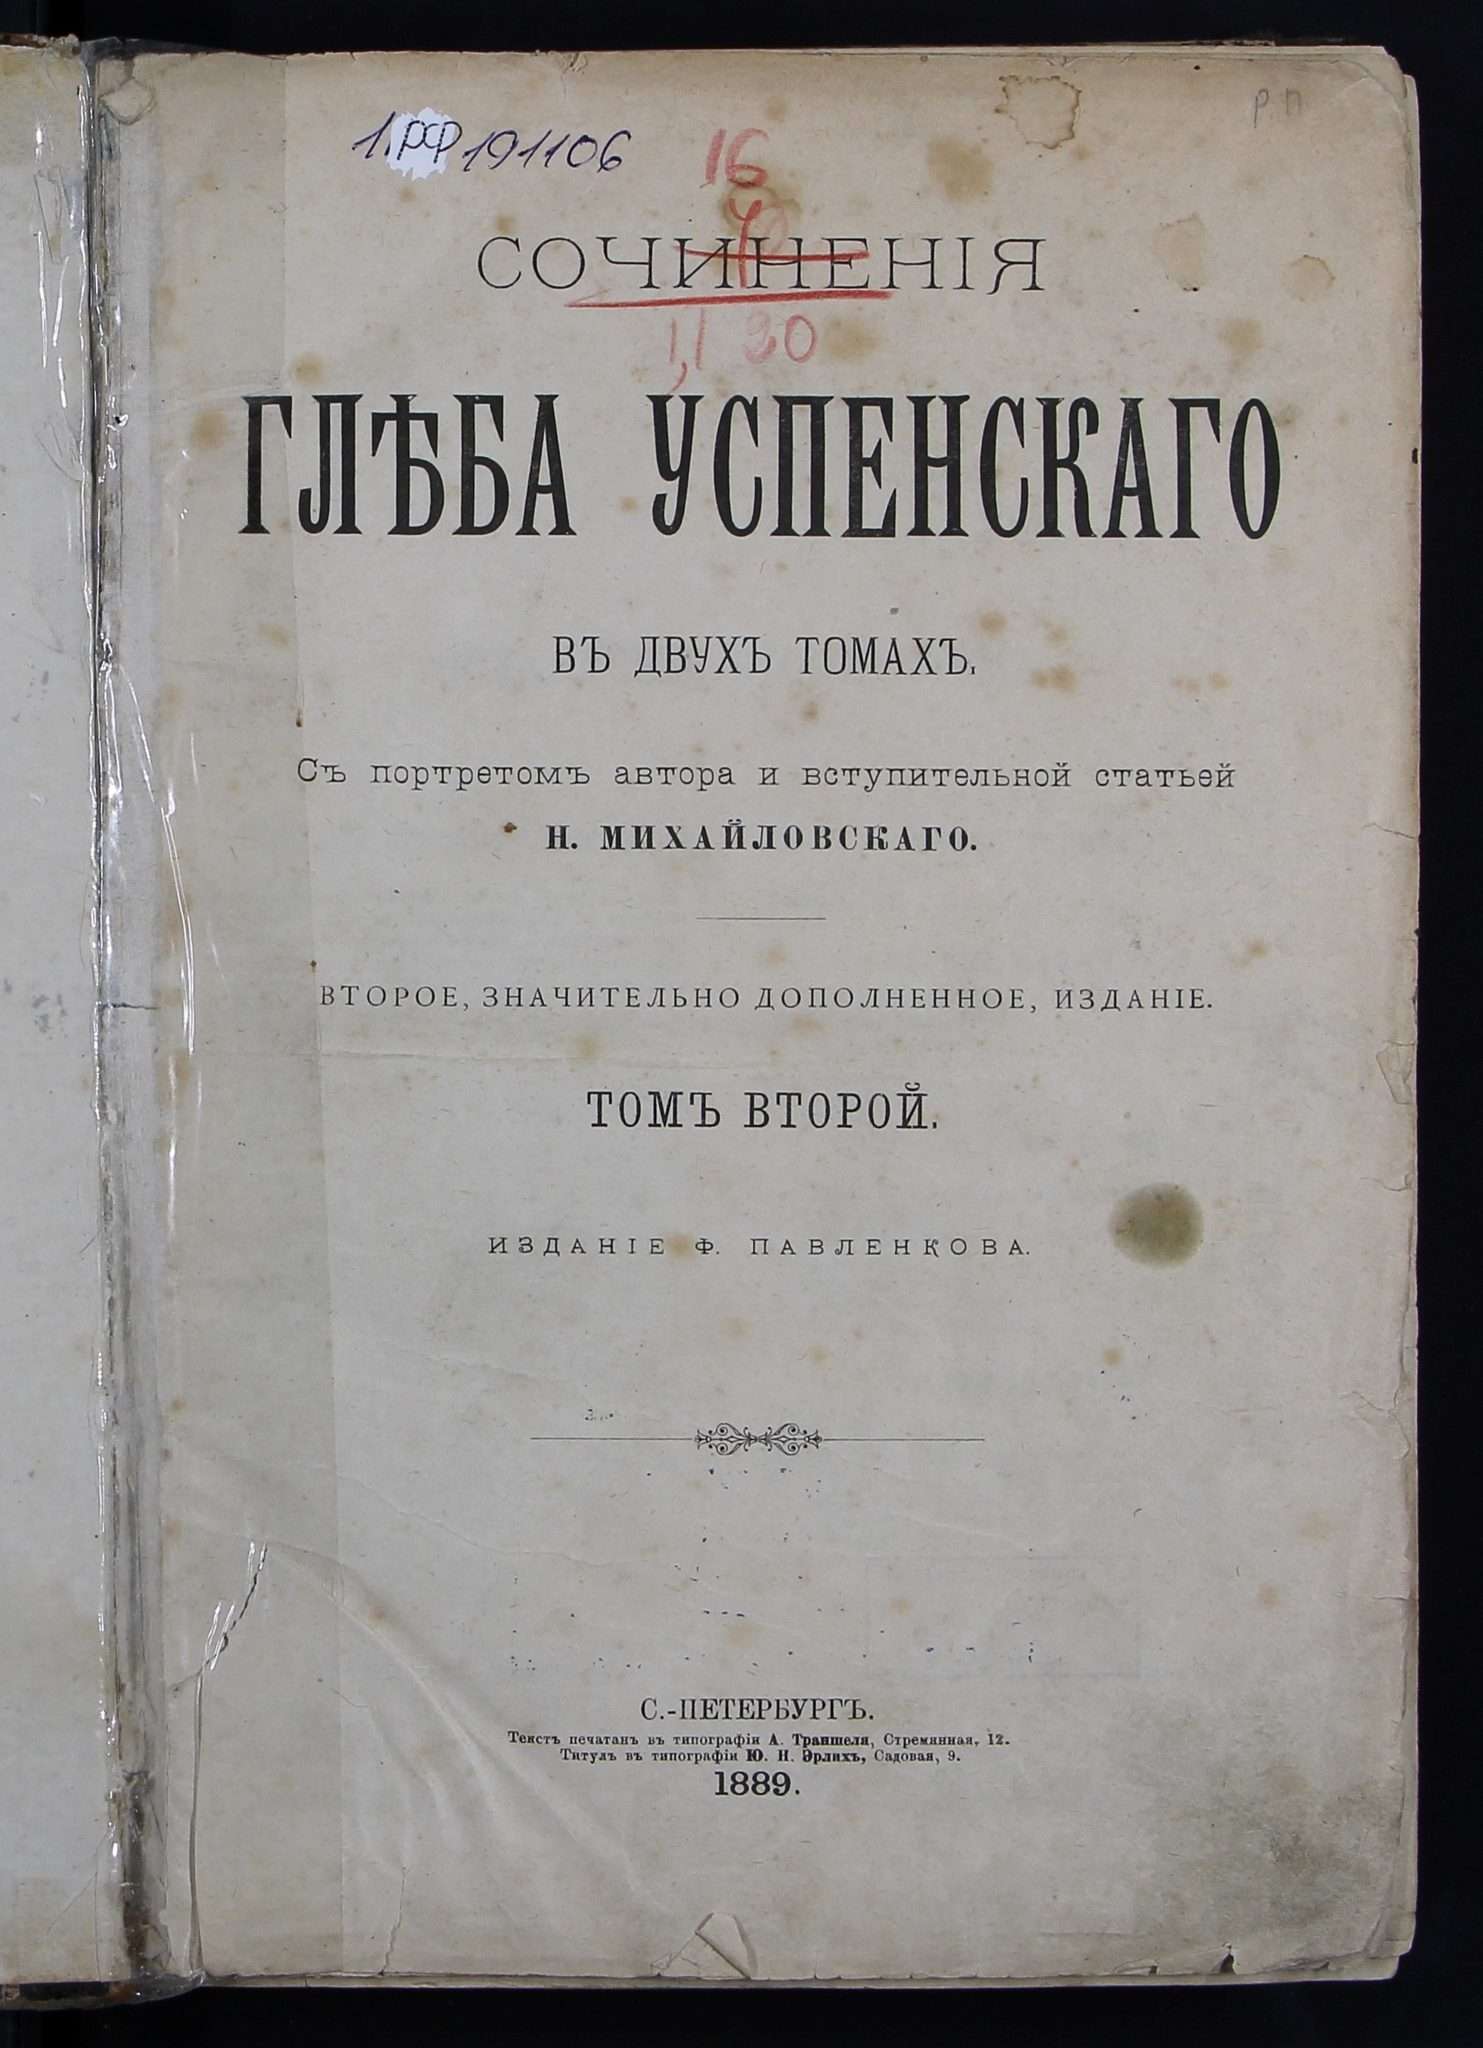 РП
1.РФ 191106
16
СОЧИНЕНІЯ
1,1 20
ГЛѢБА УСПЕНСКАГО
ВЪ ДВУХЪ ТОМАХЪ.
Съ портретомъ автора и вступительной статьей
Н. МИХАЙЛОВСКАГО.
ВТОРОЕ, ЗНАЧИТЕЛЬНО ДОПОЛНЕННОЕ, ИЗДАНІЕ.
ТОМЪ ВТОРОЙ.
ИЗДАНІЕ Ф. ПАВЛЕНКОВА.
С.-ПЕТЕРБУРГЪ.
Текстъ печатанъ въ типографіи А. Траншеля, Стремянная, 12.
Титулъ въ типографіи Ю. Н. Эрлихъ, Садовая, 9.
1889.